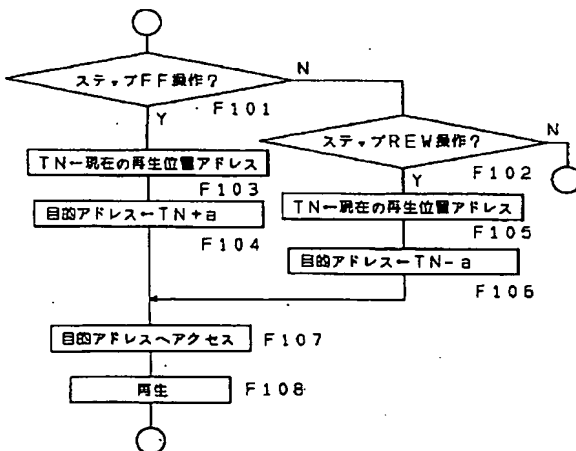 ステップFF操作?
N
Y
F101
ステップREW操作?
N
Y
F102
TN←現在の再生位置アドレス
F103
目的アドレス←TN+a
F104
TN←現在の再生位置アドレス
F105
目的アドレス←TN-a
F106
目的アドレスへアクセス
F107
再生
F108